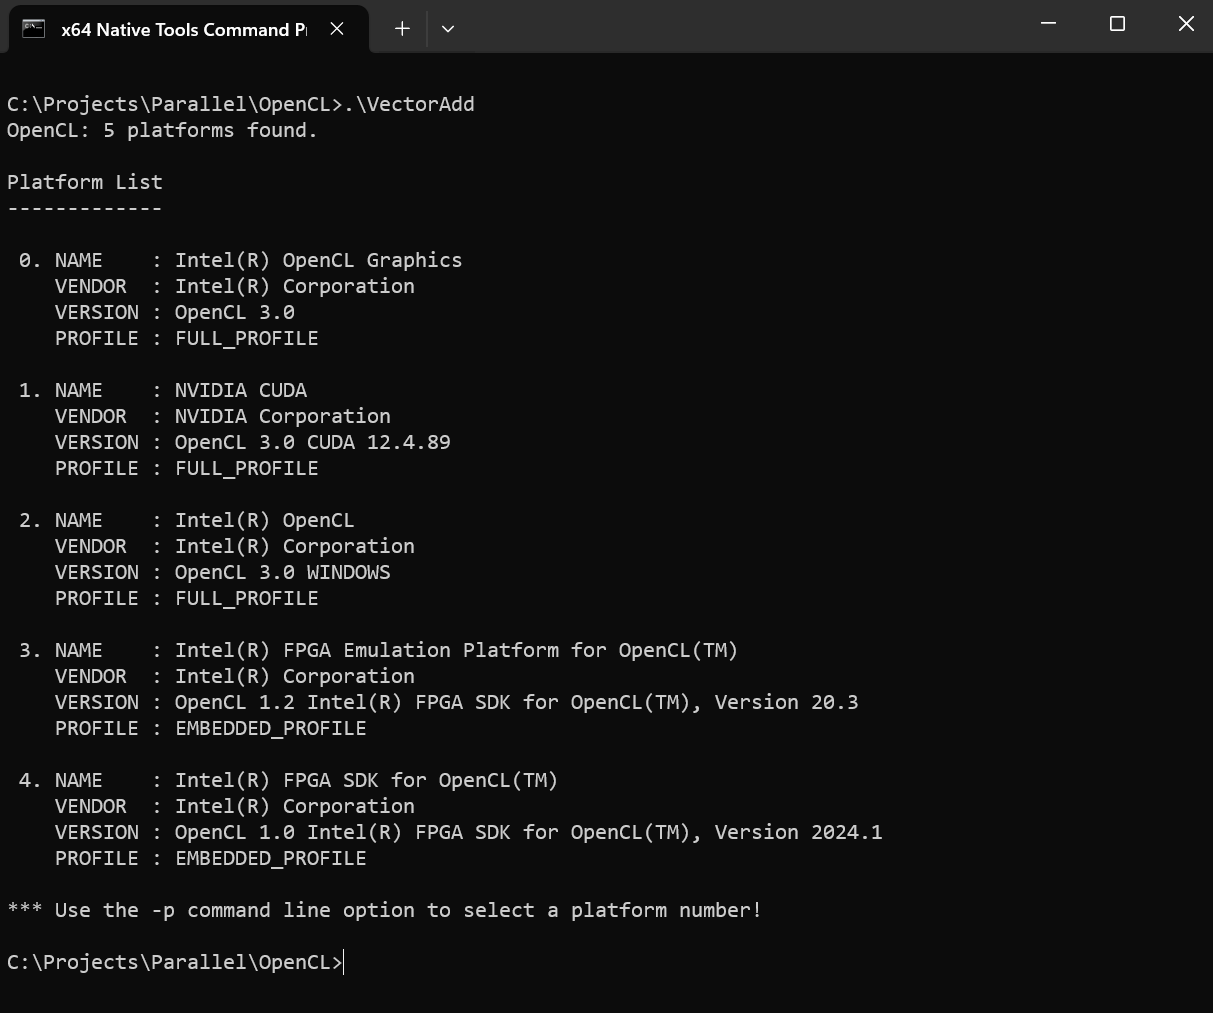 x64 Native Tools Command Pr
C:\Projects\Parallel\OpenCL>.\VectorAdd
OpenCL: 5 platforms found.
Platform List
-------------
0. NAME    : Intel(R) OpenCL Graphics
VENDOR  : Intel(R) Corporation
VERSION : OpenCL 3.0
PROFILE : FULL_PROFILE
1. NAME    : NVIDIA CUDA
VENDOR  : NVIDIA Corporation
VERSION : OpenCL 3.0 CUDA 12.4.89
PROFILE : FULL_PROFILE
2. NAME    : Intel(R) OpenCL
VENDOR  : Intel(R) Corporation
VERSION : OpenCL 3.0 WINDOWS
PROFILE : FULL_PROFILE
3. NAME    : Intel(R) FPGA Emulation Platform for OpenCL(TM)
VENDOR  : Intel(R) Corporation
VERSION : OpenCL 1.2 Intel(R) FPGA SDK for OpenCL(TM), Version 20.3
PROFILE : EMBEDDED_PROFILE
4. NAME    : Intel(R) FPGA SDK for OpenCL(TM)
VENDOR  : Intel(R) Corporation
VERSION : OpenCL 1.0 Intel(R) FPGA SDK for OpenCL(TM), Version 2024.1
PROFILE : EMBEDDED_PROFILE
*** Use the -p command line option to select a platform number!
C:\Projects\Parallel\OpenCL>